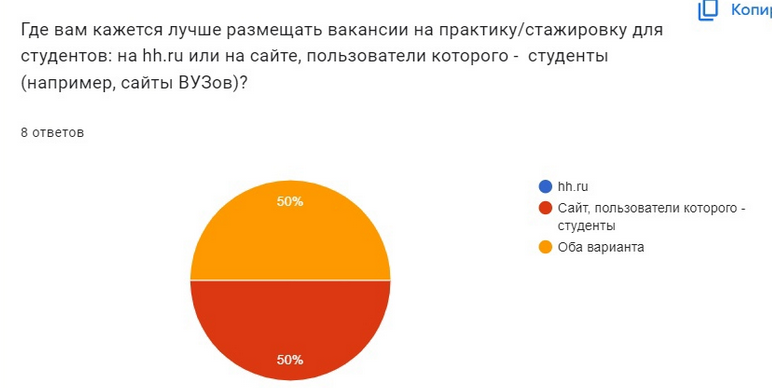 Копир
Где вам кажется лучше размещать вакансии на практику/стажировку для
студентов: на hh.ru или на сайте, пользователи которого - студенты
(например, сайты ВУЗов)?
8 ответов
50%
50%
hh.ru
Сайт, пользователи которого -
студенты
Оба варианта